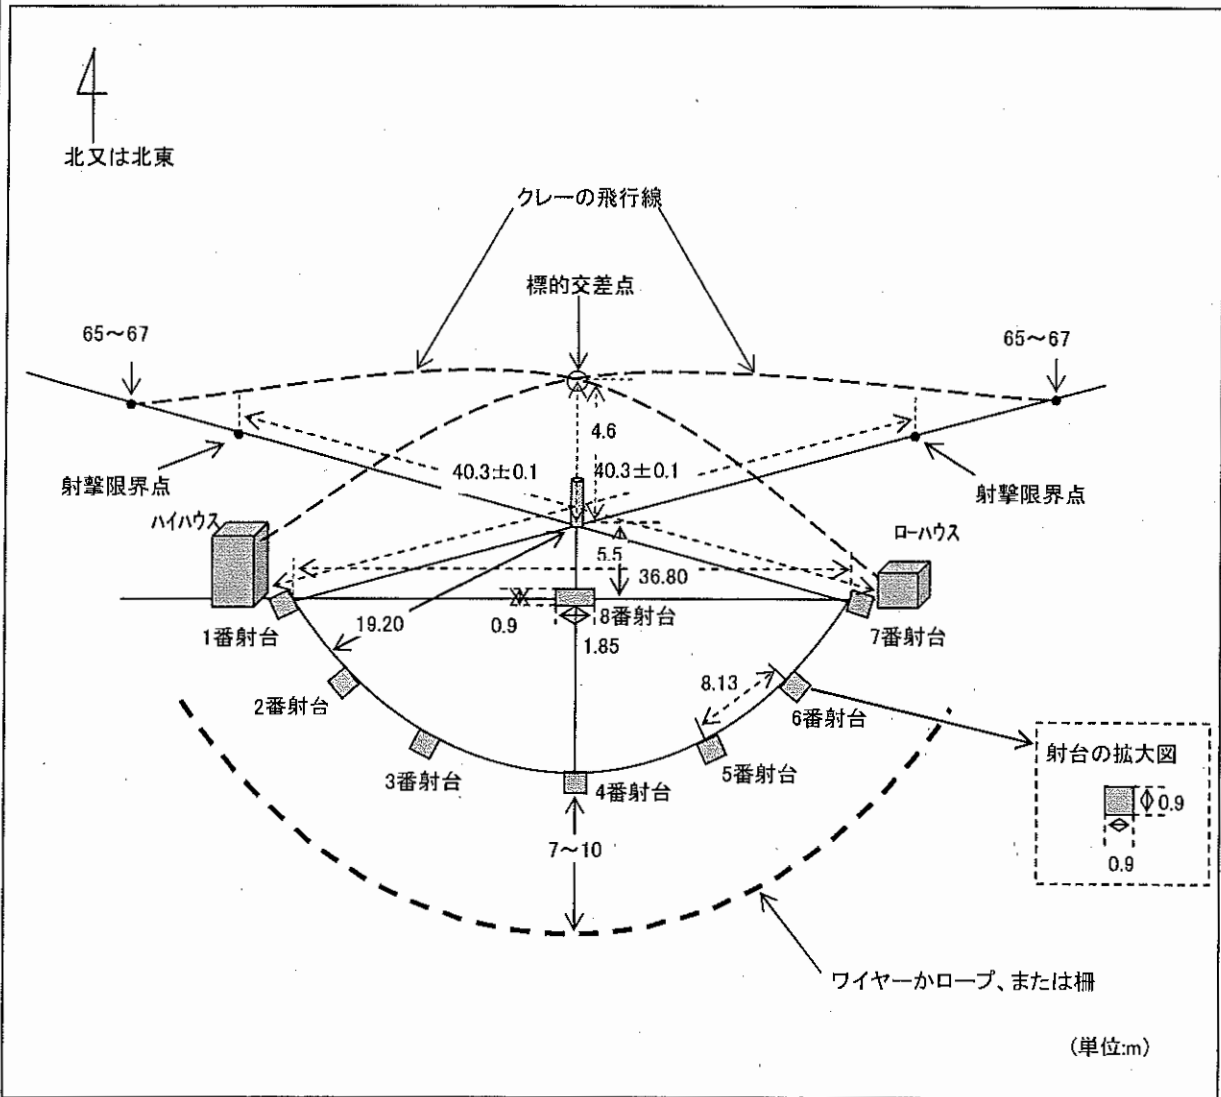 北又は北東
クレーの飛行線
標的交差点
65～67
65～67
4.6
40.3±0.1
40.3±0.1
射撃限界点
射撃限界点
ハイハウス
ローハウス
5.5
36.80
1番射台
19.20
0.9
8番射台
1.85
7番射台
2番射台
8.13
6番射台
3番射台
4番射台
5番射台
射台の拡大図
0.9
0.9
7～10
ワイヤーかロープ、または柵
(単位:m)